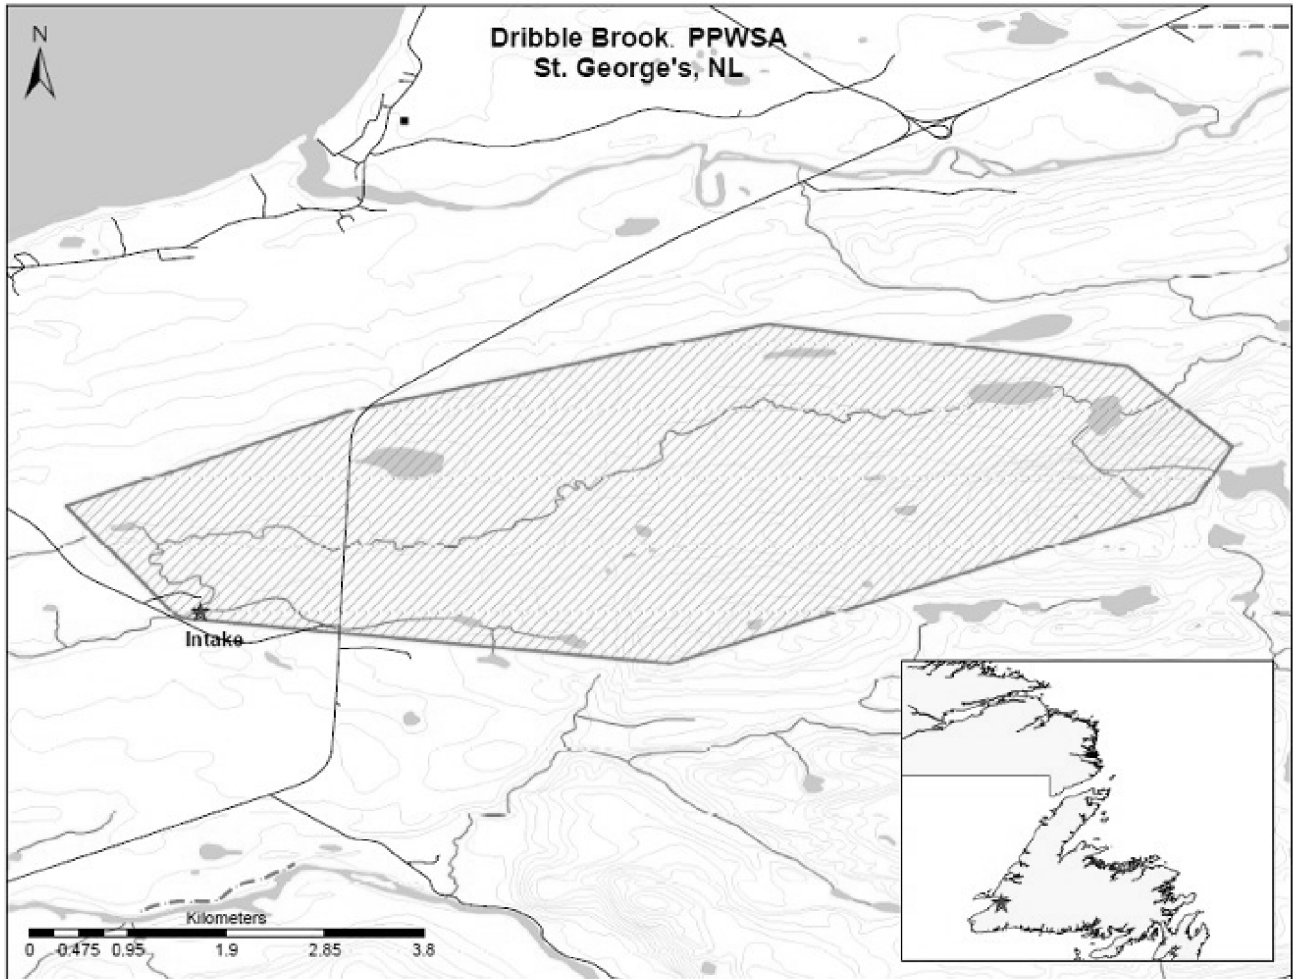 N
Dribble Brook. PPWSA
St. George's, NL
Intake
Kilometers
0 0.475 0.95 1.9 2.85 3.8